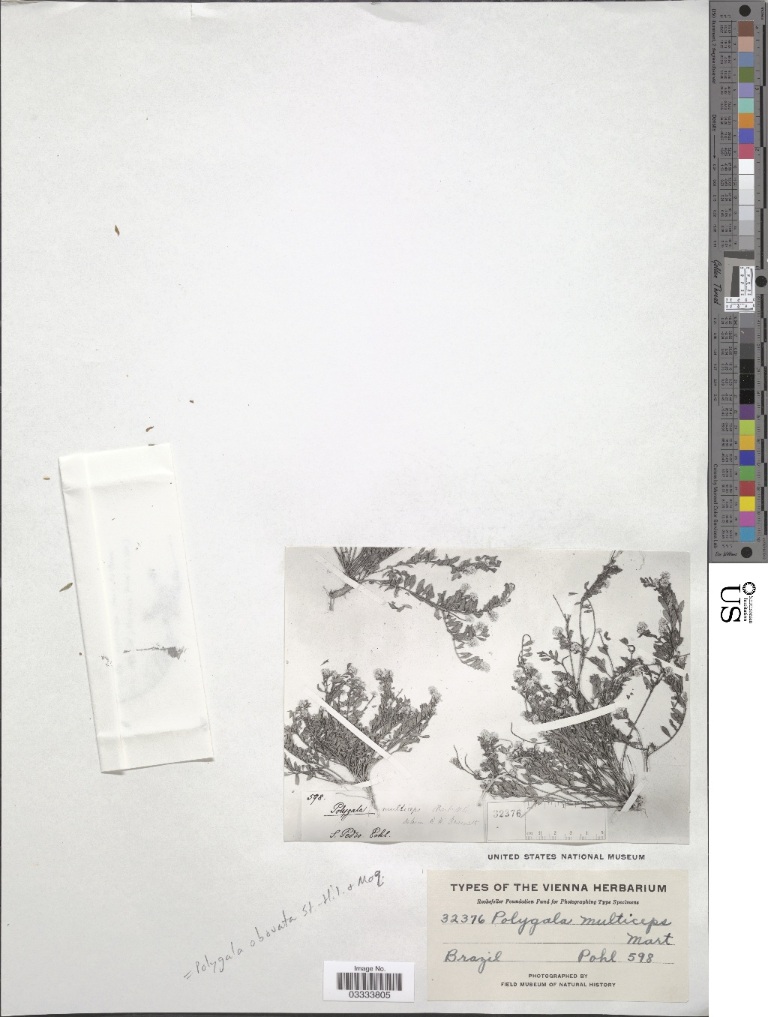 598.
Polygala multiceps
S. Pedro Pohl.
32376
UNITED STATES NATIONAL MUSEUM
TYPES OF THE VIENNA HERBARIUM
Rockefeller Foundation Fund for Photographing Type Specimens
32376 Polygala multiceps
Mart
Brazil Pohl 598
PHOTOGRAPHED BY
FIELD MUSEUM OF NATURAL HISTORY
= Polygala obovata St.-Hil. & Moq.
Image No.
03333805
Golden Thread
US